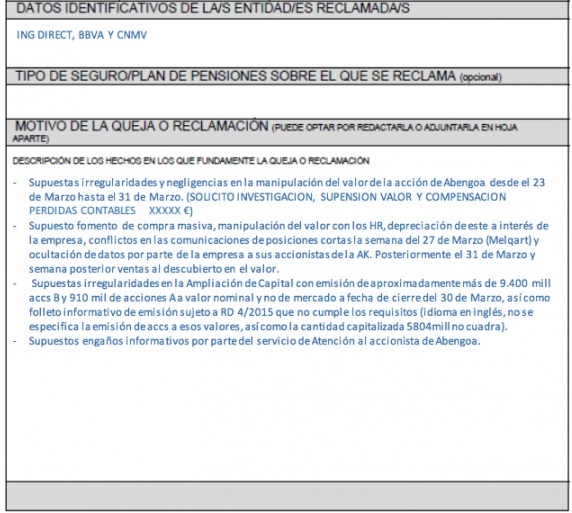 DATOS IDENTIFICATIVOS DE LA/S ENTIDAD/ES RECLAMADA/S
ING DIRECT, BBVA Y CNMV
TIPO DE SEGURO/PLAN DE PENSIONES SOBRE EL QUE SE RECLAMA (opcional)
MOTIVO DE LA QUEJA O RECLAMACIÓN (PUEDE OPTAR POR REDACTARLA O ADJUNTARLA EN HOJA
APARTE)
DESCRIPCIÓN DE LOS HECHOS EN LOS QUE FUNDAMENTE LA QUEJA O RECLAMACIÓN
- Supuestas irregularidades y negligencias en la manipulación del valor de la acción de Abengoa desde el 23
de Marzo hasta el 31 de Marzo. (SOLICITO INVESTIGACION, SUPENSION VALOR Y COMPENSACION
PERDIDAS CONTABLES XXXXX €)
- Supuesto fomento de compra masiva, manipulación del valor con los HR, depreciación de este a interés de
la empresa, conflictos en las comunicaciones de posiciones cortas la semana del 27 de Marzo (Melqart) y
ocultación de datos por parte de la empresa a sus accionistas de la AK. Posteriormente el 31 de Marzo y
semana posterior ventas al descubierto en el valor.
- Supuestas irregularidades en la Ampliación de Capital con emisión de aproximadamente más de 9.400 mill
accs B y 910 mil de acciones A a valor nominal y no de mercado a fecha de cierre del 30 de Marzo, así como
folleto informativo de emisión sujeto a RD 4/2015 que no cumple los requisitos (idioma en inglés, no se
especifica la emisión de accs a esos valores, así como la cantidad capitalizada 5804mill no cuadra).
- Supuestos engaños informativos por parte del servicio de Atención al accionista de Abengoa.